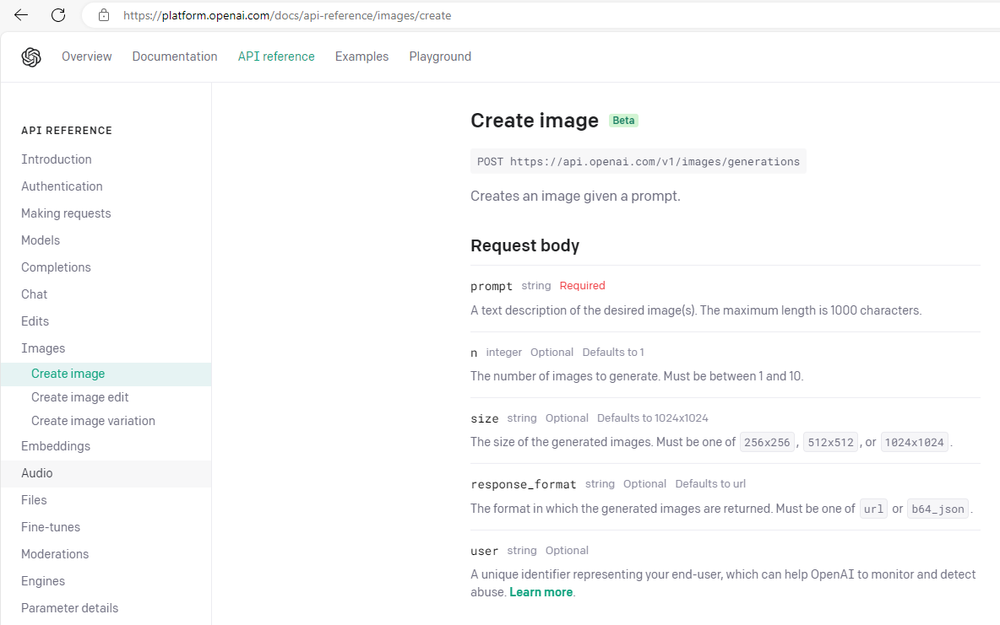 https://platform.openai.com/docs/api-reference/images/create
Overview Documentation API reference Examples Playground
API REFERENCE
Introduction
Authentication
Making requests
Models
Completions
Chat
Edits
Images
Create image
Create image edit
Create image variation
Embeddings
Audio
Files
Fine-tunes
Moderations
Engines
Parameter details
Create image Beta
POST https://api.openai.com/v1/images/generations
Creates an image given a prompt.
Request body
prompt string Required
A text description of the desired image(s). The maximum length is 1000 characters.
n integer Optional Defaults to 1
The number of images to generate. Must be between 1 and 10.
size string Optional Defaults to 1024x1024
The size of the generated images. Must be one of 256x256, 512x512, or 1024x1024.
response_format string Optional Defaults to url
The format in which the generated images are returned. Must be one of url or b64_json.
user string Optional
A unique identifier representing your end-user, which can help OpenAI to monitor and detect
abuse. Learn more.